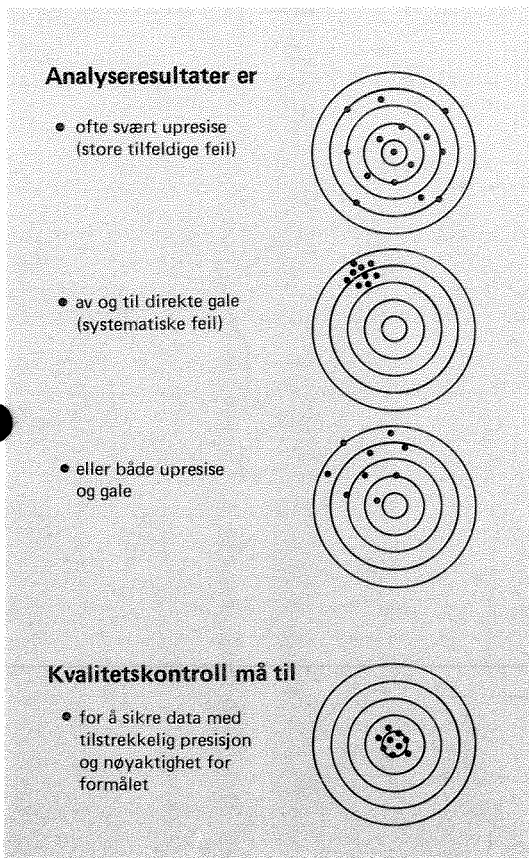 Analyseresultater er
• ofte svært upresise
(store tilfeldige feil)
• av og til direkte gale
(systematiske feil)
• eller både upresise
og gale
Kvalitetskontroll må til
• for å sikre data med
tilstrekkelig presisjon
og nøyaktighet for
formålet